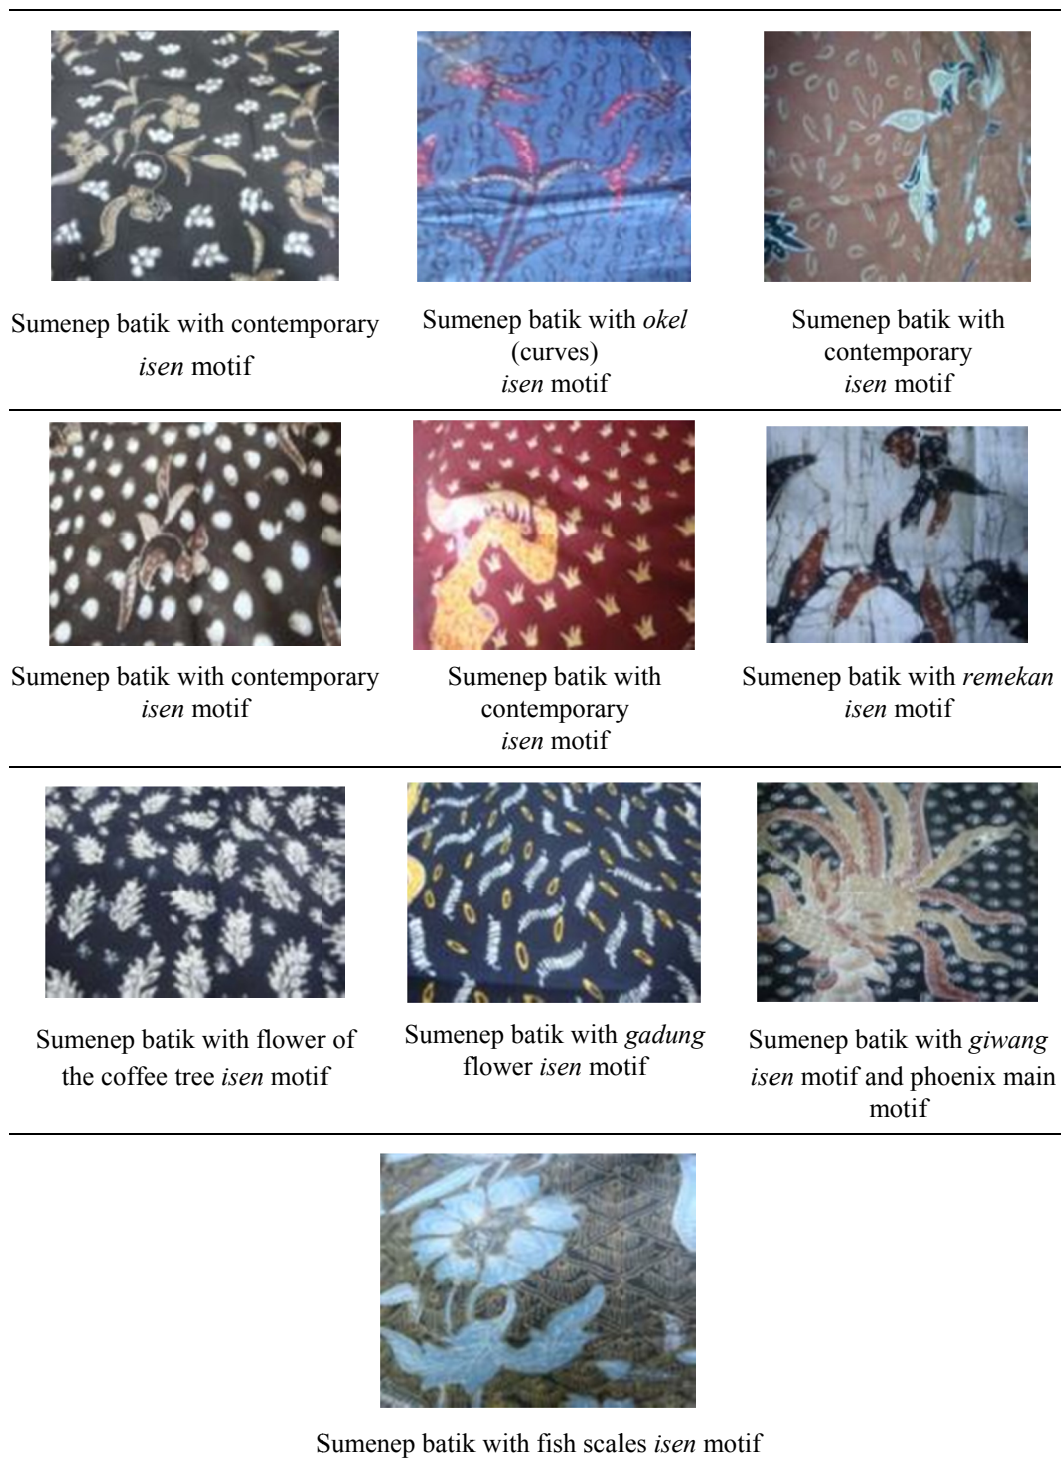 Sumenep batik with contemporary
isen motif
Sumenep batik with okel
(curves)
isen motif
Sumenep batik with
contemporary
isen motif
Sumenep batik with contemporary
isen motif
Sumenep batik with
contemporary
isen motif
Sumenep batik with remekan
isen motif
Sumenep batik with flower of
the coffee tree isen motif
Sumenep batik with gadung
flower isen motif
Sumenep batik with giwang
isen motif and phoenix main
motif
Sumenep batik with fish scales isen motif